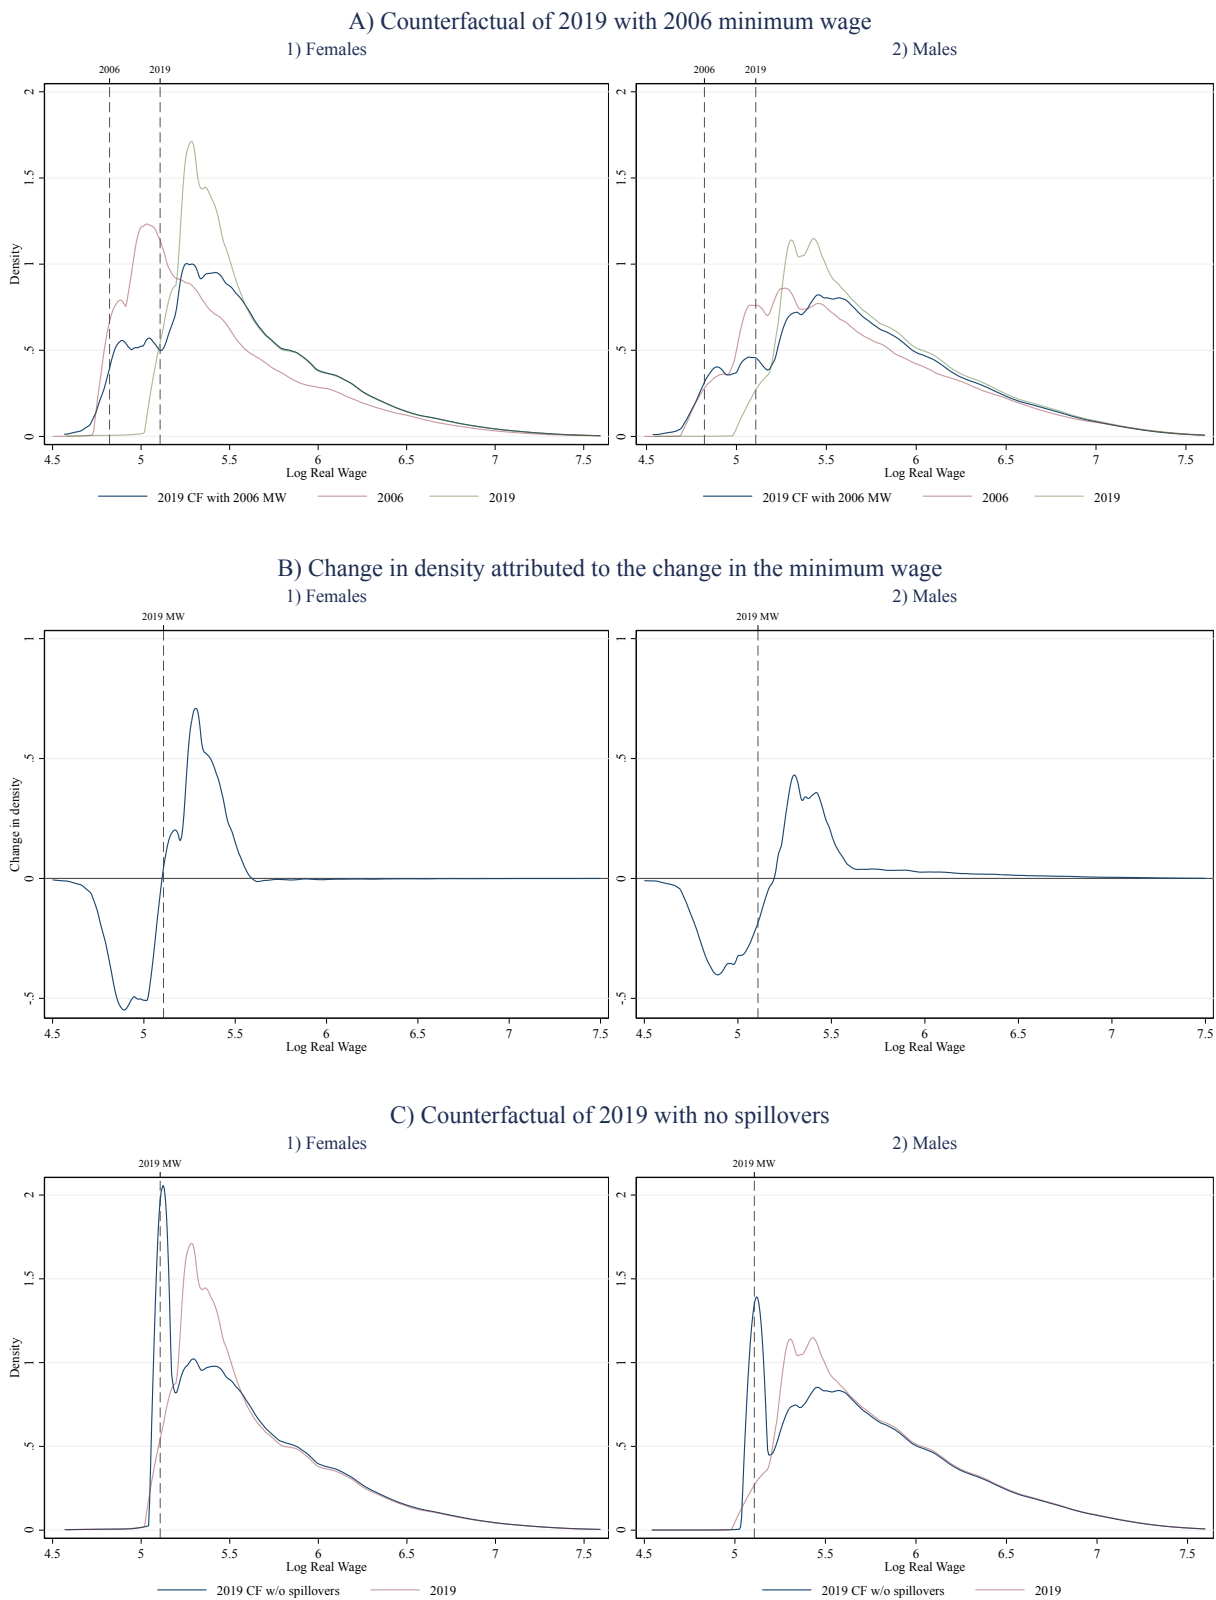 A) Counterfactual of 2019 with 2006 minimum wage
1) Females
2006 2019
2
1.5
1
.5
0
Density
4.5 5 5.5 6 6.5 7 7.5
Log Real Wage
2019 CF with 2006 MW 2006 2019
2) Males
2006 2019
2
1.5
1
.5
0
4.5 5 5.5 6 6.5 7 7.5
Log Real Wage
2019 CF with 2006 MW 2006 2019
B) Change in density attributed to the change in the minimum wage
1) Females
2019 MW
1
.5
0
-.5
Change in density
4.5 5 5.5 6 6.5 7 7.5
Log Real Wage
2) Males
2019 MW
1
.5
0
-.5
4.5 5 5.5 6 6.5 7 7.5
Log Real Wage
C) Counterfactual of 2019 with no spillovers
1) Females
2019 MW
2
1.5
1
.5
0
Density
4.5 5 5.5 6 6.5 7 7.5
Log Real Wage
2019 CF w/o spillovers 2019
2) Males
2019 MW
2
1.5
1
.5
0
4.5 5 5.5 6 6.5 7 7.5
Log Real Wage
2019 CF w/o spillovers 2019